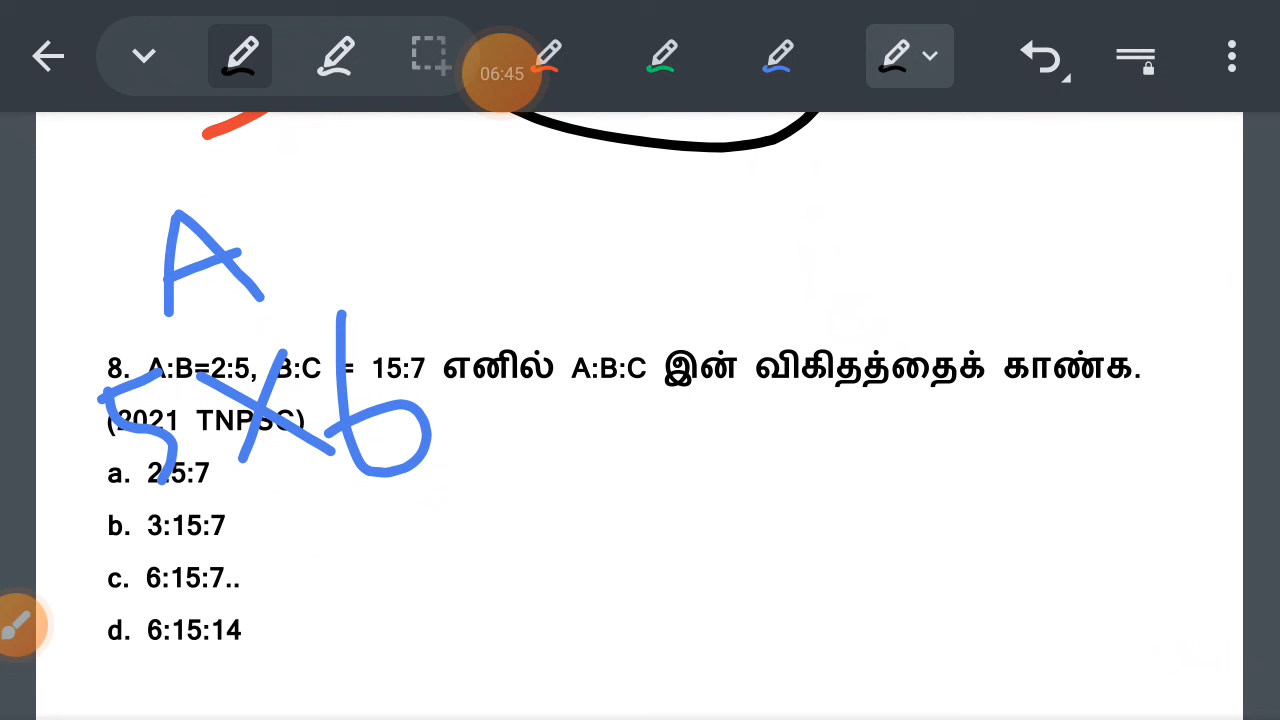 06:45
A
8. A:B=2:5, B:C = 15:7 எனில் A:B:C இன் விகிதத்தைக் காண்க.
(2021 TNPSC)
5 x 6
a. 2:5:7
b. 3:15:7
c. 6:15:7..
d. 6:15:14